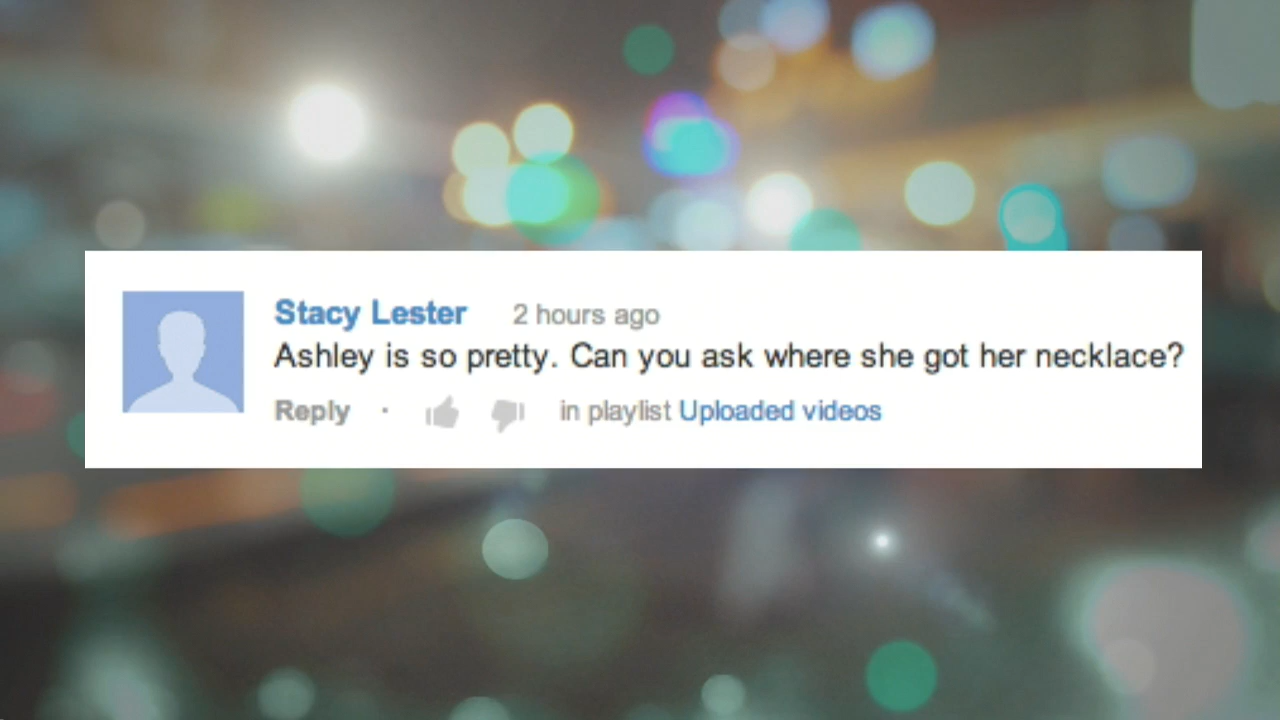 Stacy Lester 2 hours ago
Ashley is so pretty. Can you ask where she got her necklace?
Reply · in playlist Uploaded videos